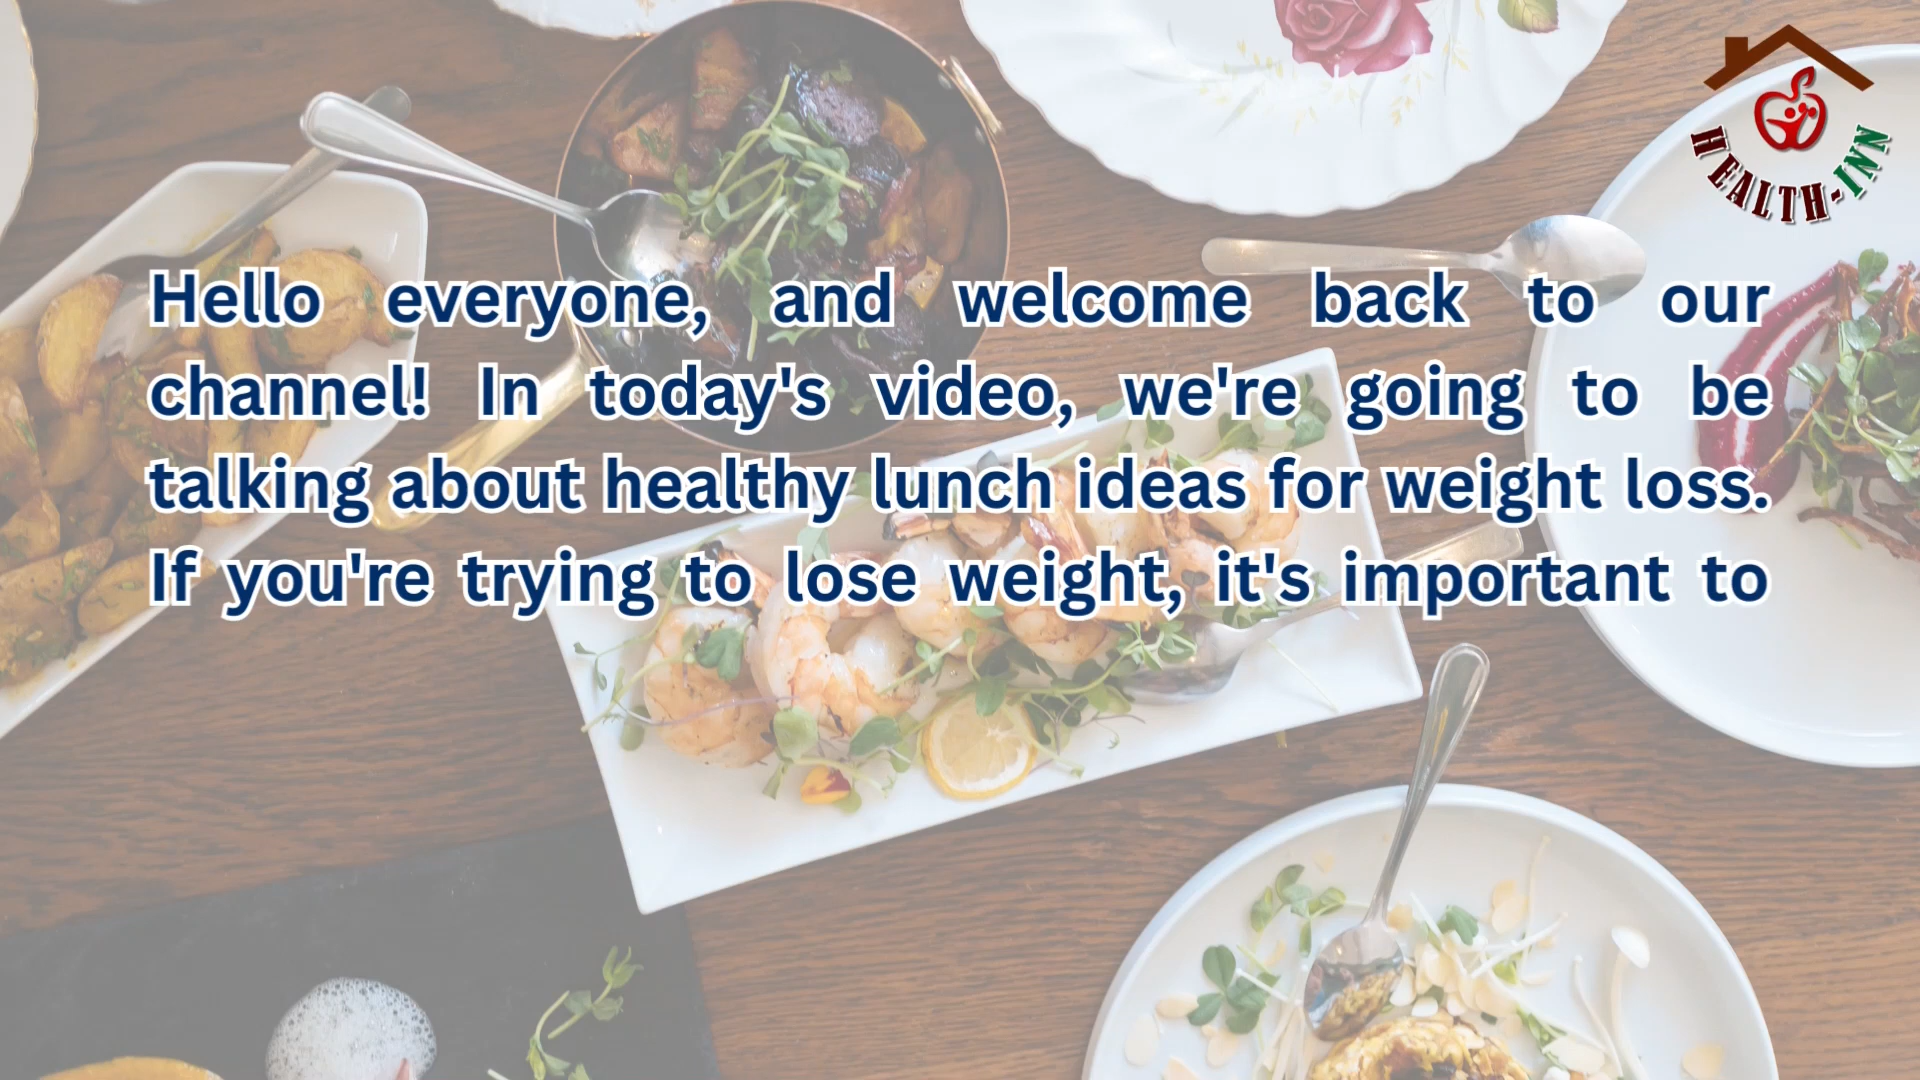 HEALTH-INN
Hello everyone, and welcome back to our
channel! In today's video, we're going to be
talking about healthy lunch ideas for weight loss.
If you're trying to lose weight, it's important to